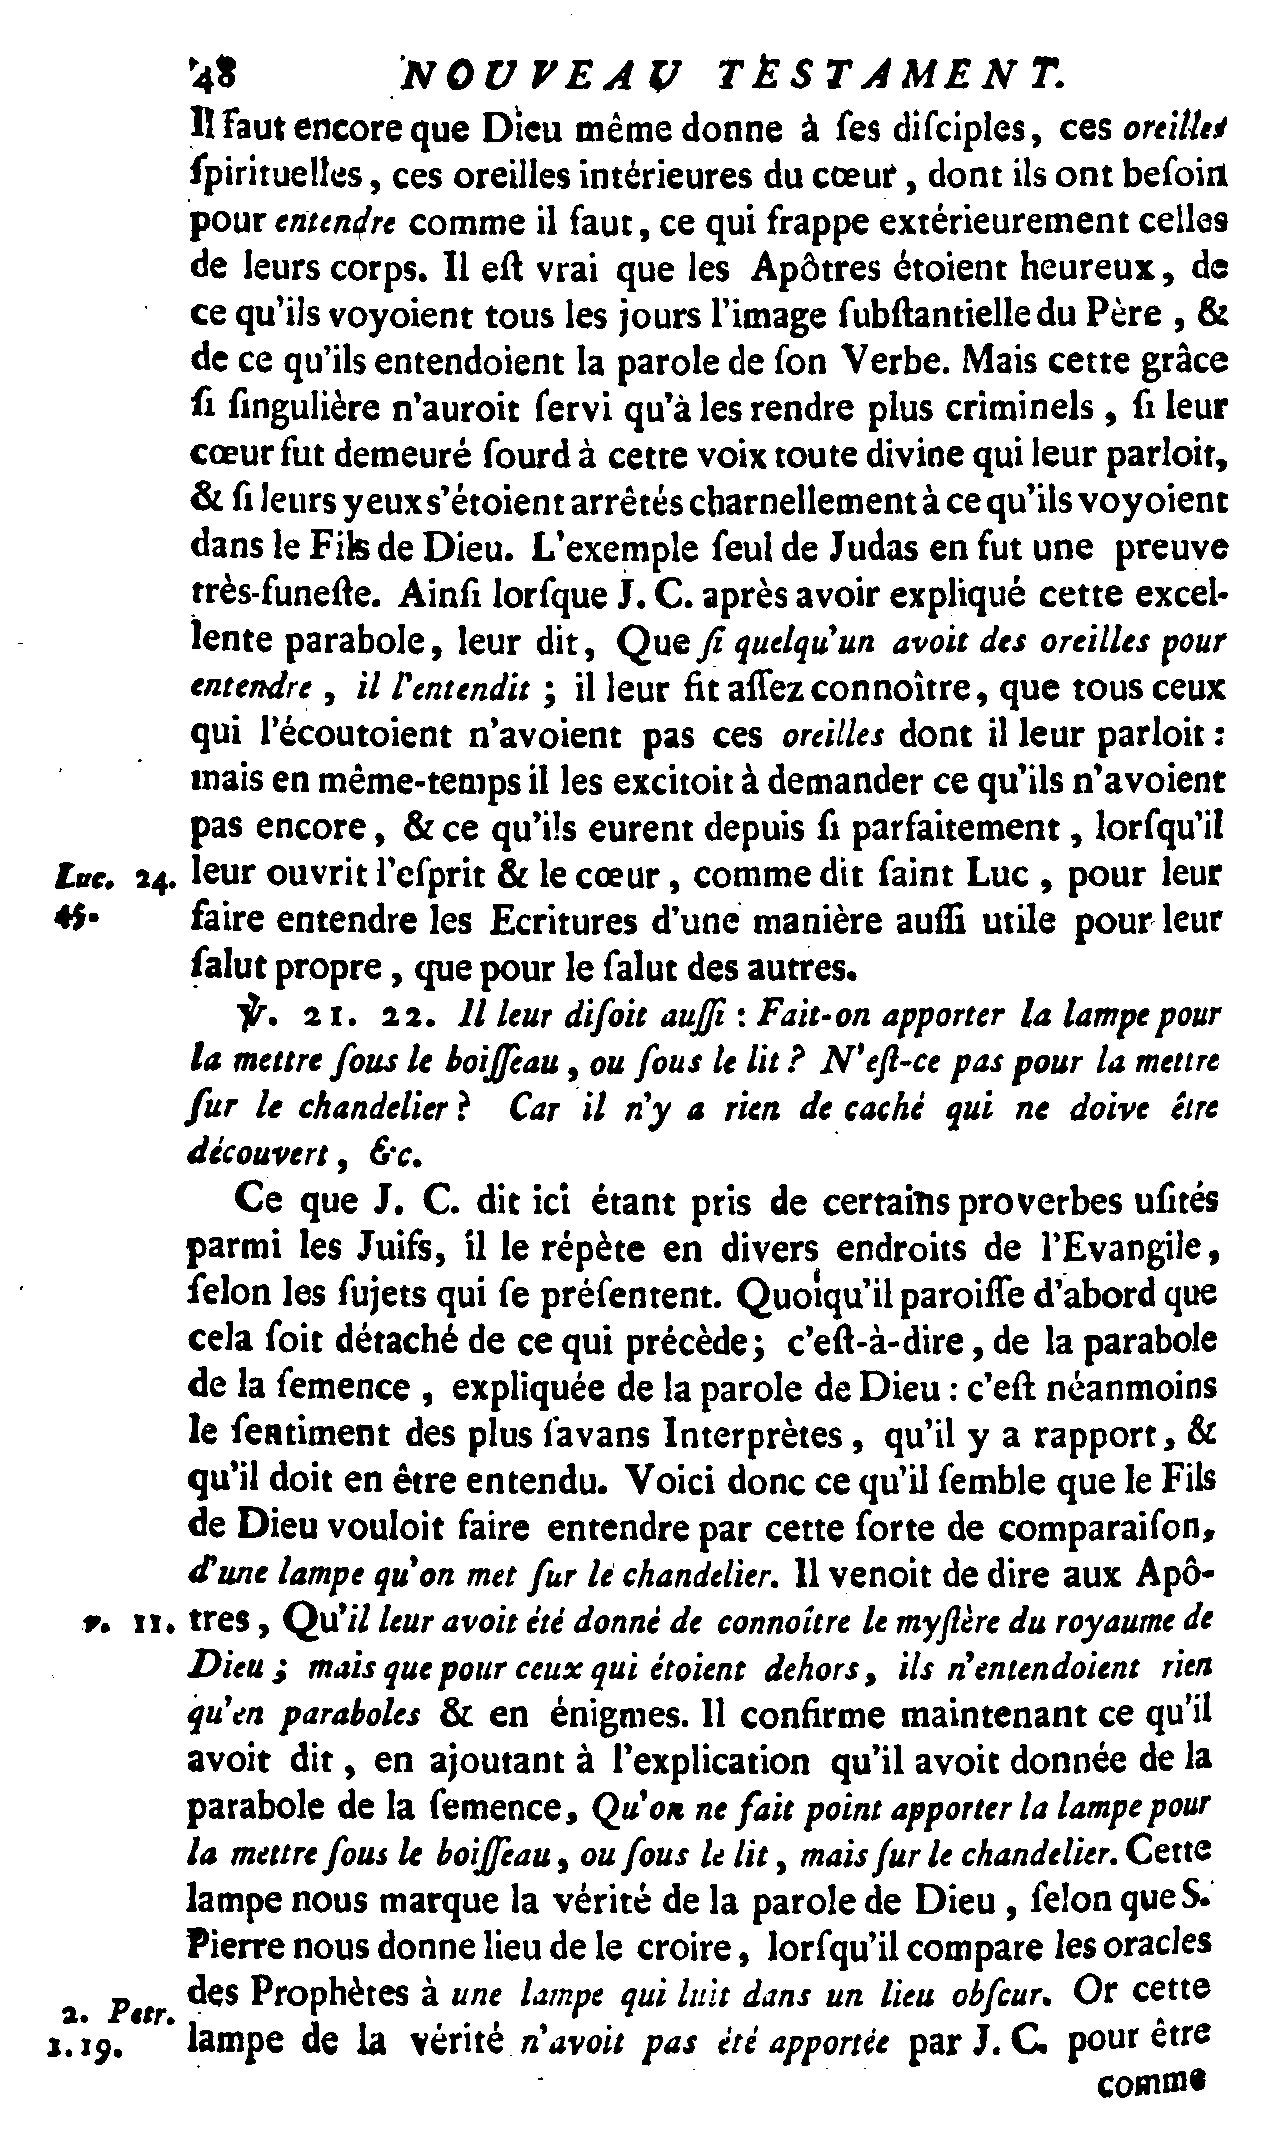 48 NOUVEAU TESTAMENT.
Il faut encore que Dieu même donne à ſes diſciples, ces oreilles
ſpirituelles, ces oreilles intérieures du cœur, dont ils ont beſoin
pour entendre comme il faut, ce qui frappe extérieurement celles
de leurs corps. Il eſt vrai que les Apôtres étoient heureux, de
ce qu'ils voyoient tous les jours l'image ſubſtantielle du Père, &
de ce qu'ils entendoient la parole de ſon Verbe. Mais cette grâce
ſi ſingulière n'auroit ſervi qu'à les rendre plus criminels, ſi leur
cœur fut demeuré ſourd à cette voix toute divine qui leur parloit,
& ſi leurs yeux s'étoient arrêtés charnellement à ce qu'ils voyoient
dans le Fils de Dieu. L'exemple ſeul de Judas en fut une preuve
très-funeſte. Ainſi lorſque J. C. après avoir expliqué cette excel-
lente parabole, leur dit, Que ſi quelqu'un avoit des oreilles pour
entendre, il l'entendit; il leur fit aſſez connoître, que tous ceux
qui l'écoutoient n'avoient pas ces oreilles dont il leur parloit:
mais en même-temps il les excitoit à demander ce qu'ils n'avoient
pas encore, & ce qu'ils eurent depuis ſi parfaitement, lorſqu'il
Luc. 24. leur ouvrit l'eſprit & le cœur, comme dit ſaint Luc, pour leur
45. faire entendre les Ecritures d'une manière auſſi utile pour leur
ſalut propre, que pour le ſalut des autres.
℣. 21. 22. Il leur diſoit auſſi: Fait-on apporter la lampe pour
la mettre ſous le boiſſeau, ou ſous le lit? N'eſt-ce pas pour la mettre
ſur le chandelier? Car il n'y a rien de caché qui ne doive être
découvert, &c.
Ce que J. C. dit ici étant pris de certains proverbes uſités
parmi les Juifs, il le répète en divers endroits de l'Evangile,
ſelon les ſujets qui ſe préſentent. Quoiqu'il paroiſſe d'abord que
cela ſoit détaché de ce qui précède; c'eſt-à-dire, de la parabole
de la ſemence, expliquée de la parole de Dieu: c'eſt néanmoins
le ſentiment des plus ſavans Interprètes, qu'il y a rapport, &
qu'il doit en être entendu. Voici donc ce qu'il ſemble que le Fils
de Dieu vouloit faire entendre par cette ſorte de comparaiſon,
d'une lampe qu'on met ſur le chandelier. Il venoit de dire aux Apô-
v. 11. tres, Qu'il leur avoit été donné de connoître le myſtère du royaume de
Dieu; mais que pour ceux qui étoient dehors, ils n'entendoient rien
qu'en paraboles & en énigmes. Il confirme maintenant ce qu'il
avoit dit, en ajoutant à l'explication qu'il avoit donnée de la
parabole de la ſemence, Qu'on ne fait point apporter la lampe pour
la mettre ſous le boiſſeau, ou ſous le lit, mais ſur le chandelier. Cette
lampe nous marque la vérité de la parole de Dieu, ſelon que S.
Pierre nous donne lieu de le croire, lorſqu'il compare les oracles
2. Petr. des Prophètes à une lampe qui luit dans un lieu obſcur. Or cette
1. 19. lampe de la vérité n'avoit pas été apportée par J. C. pour être
comme